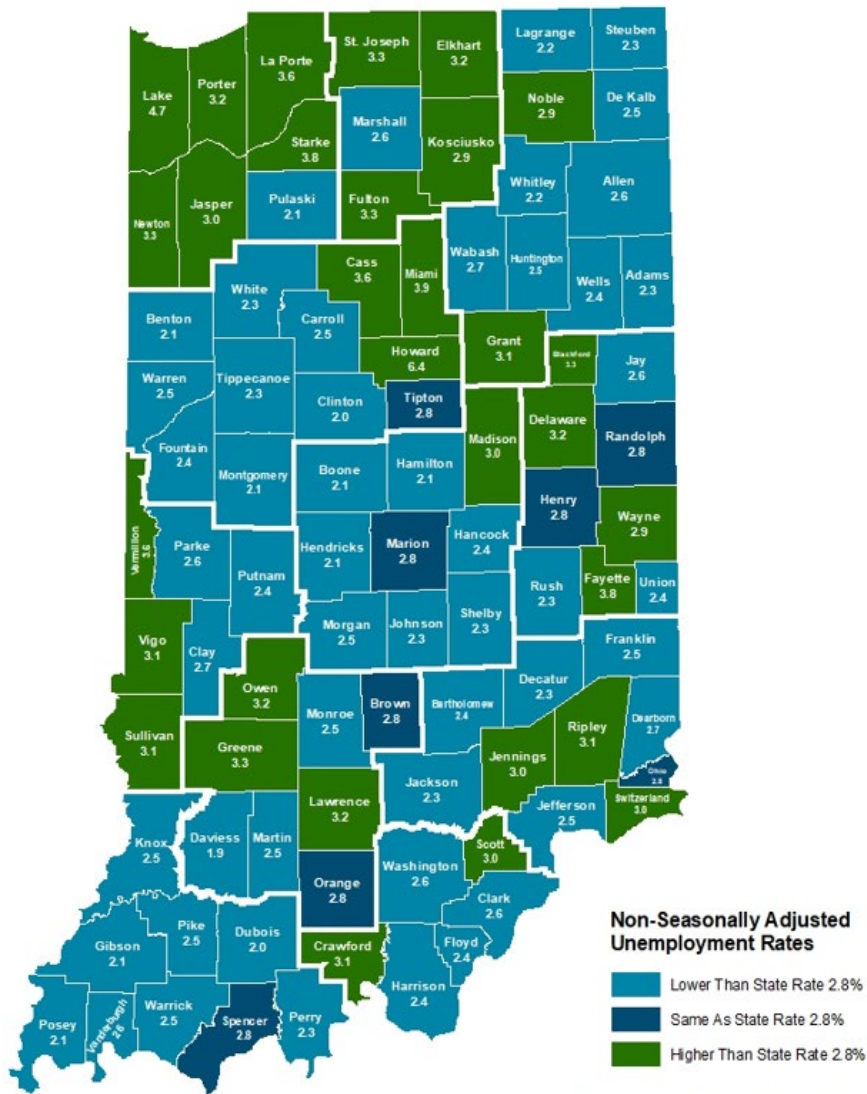 Lake
4.7
Porter
3.2
La Porte
3.6
St. Joseph
3.3
Elkhart
3.2
Lagrange
2.2
Steuben
2.3
Noble
2.9
De Kalb
2.5
Marshall
2.6
Starke
3.8
Kosciusko
2.9
Newton
3.3
Jasper
3.0
Pulaski
2.1
Fulton
3.3
Whitley
2.2
Allen
2.6
Wabash
2.7
Huntington
2.5
Wells
2.4
Adams
2.3
White
2.3
Cass
3.6
Miami
3.9
Benton
2.1
Carroll
2.5
Grant
3.1
Blackford
3.3
Jay
2.6
Howard
6.4
Warren
2.5
Tippecanoe
2.3
Clinton
2.0
Tipton
2.8
Madison
3.0
Delaware
3.2
Randolph
2.8
Fountain
2.4
Montgomery
2.1
Boone
2.1
Hamilton
2.1
Henry
2.8
Wayne
2.9
Vermillion
3.6
Parke
2.6
Putnam
2.4
Hendricks
2.1
Marion
2.8
Hancock
2.4
Rush
2.3
Fayette
3.8
Union
2.4
Vigo
3.1
Clay
2.7
Morgan
2.5
Johnson
2.3
Shelby
2.3
Franklin
2.5
Owen
3.2
Monroe
2.5
Brown
2.8
Bartholomew
2.4
Decatur
2.3
Dearborn
2.7
Sullivan
3.1
Greene
3.3
Ripley
3.1
Jennings
3.0
Ohio
2.8
Jackson
2.3
Jefferson
2.5
Switzerland
3.0
Lawrence
3.2
Knox
2.5
Daviess
1.9
Martin
2.5
Orange
2.8
Washington
2.6
Scott
3.0
Clark
2.6
Gibson
2.1
Pike
2.5
Dubois
2.0
Crawford
3.1
Floyd
2.4
Harrison
2.4
Posey
2.1
Vanderburgh
2.6
Warrick
2.5
Spencer
2.8
Perry
2.3
Non-Seasonally Adjusted
Unemployment Rates
Lower Than State Rate 2.8%
Same As State Rate 2.8%
Higher Than State Rate 2.8%